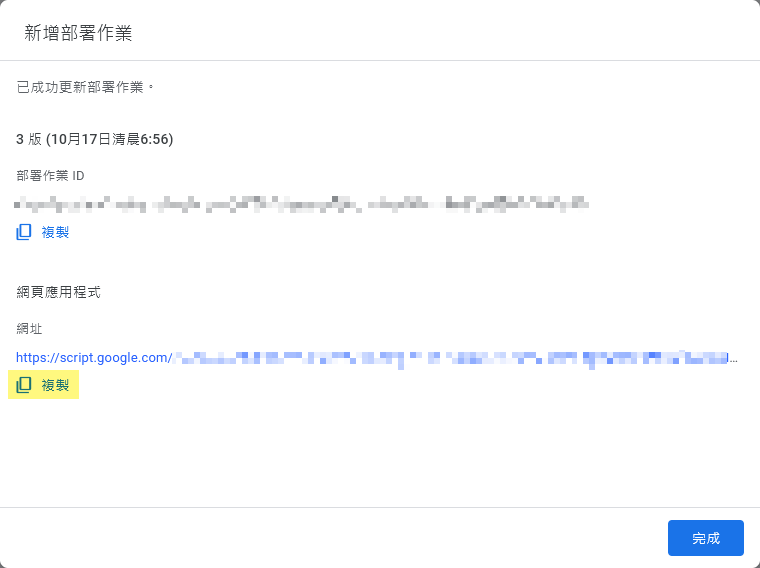 新增部署作業
已成功更新部署作業。
3 版 (10月17日清晨6:56)
部署作業 ID
複製
網頁應用程式
網址
https://script.google.com/
複製
完成